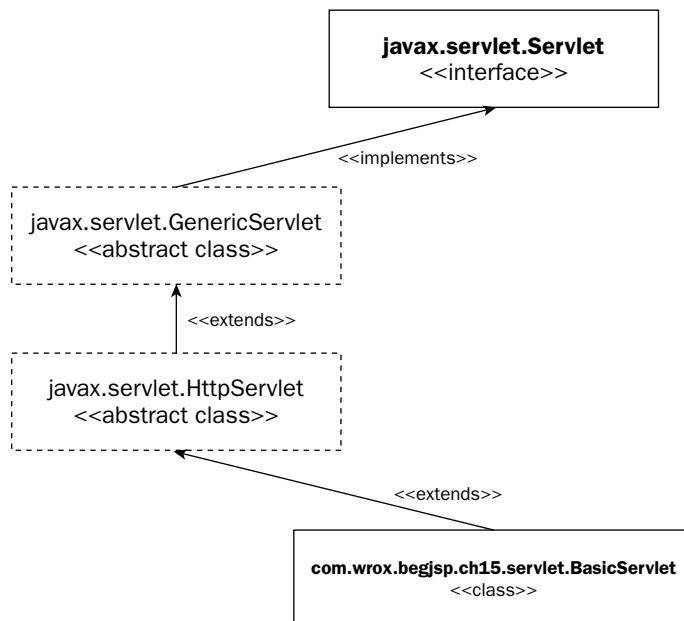 javax.servlet.Servlet
<<interface>>
<<implements>>
javax.servlet.GenericServlet
<<abstract class>>
<<extends>>
javax.servlet.HttpServlet
<<abstract class>>
<<extends>>
com.wrox.begjsp.ch15.servlet.BasicServlet
<<class>>